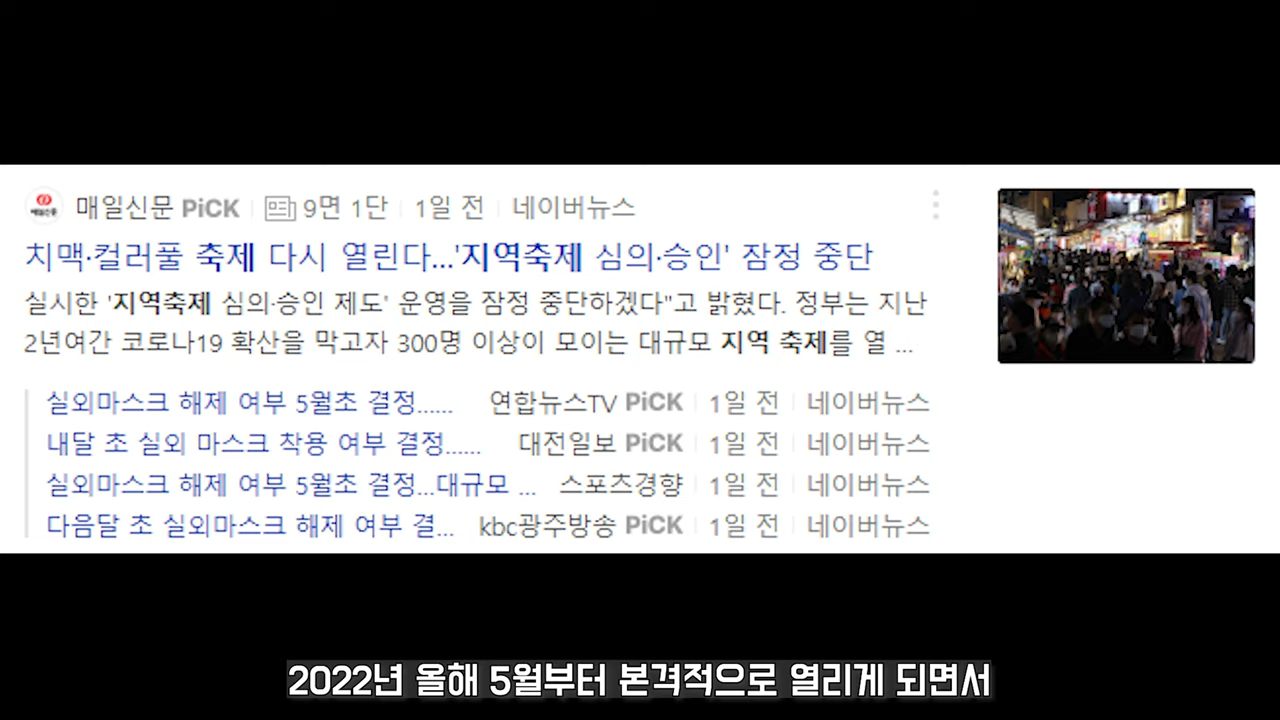 매일신문 PiCK 9면 1단 1일 전 네이버뉴스
치맥·컬러풀 축제 다시 열린다...'지역축제 심의·승인' 잠정 중단
실시한 '지역축제 심의·승인 제도' 운영을 잠정 중단하겠다"고 밝혔다. 정부는 지난
2년여간 코로나19 확산을 막고자 300명 이상이 모이는 대규모 지역 축제를 열 ...
실외마스크 해제 여부 5월초 결정...... 연합뉴스TV PiCK 1일 전 네이버뉴스
내달 초 실외 마스크 착용 여부 결정...... 대전일보 PiCK 1일 전 네이버뉴스
실외마스크 해제 여부 5월초 결정...대규모 ... 스포츠경향 1일 전 네이버뉴스
다음달 초 실외마스크 해제 여부 결... kbc광주방송 PiCK 1일 전 네이버뉴스
2022년 올해 5월부터 본격적으로 열리게 되면서